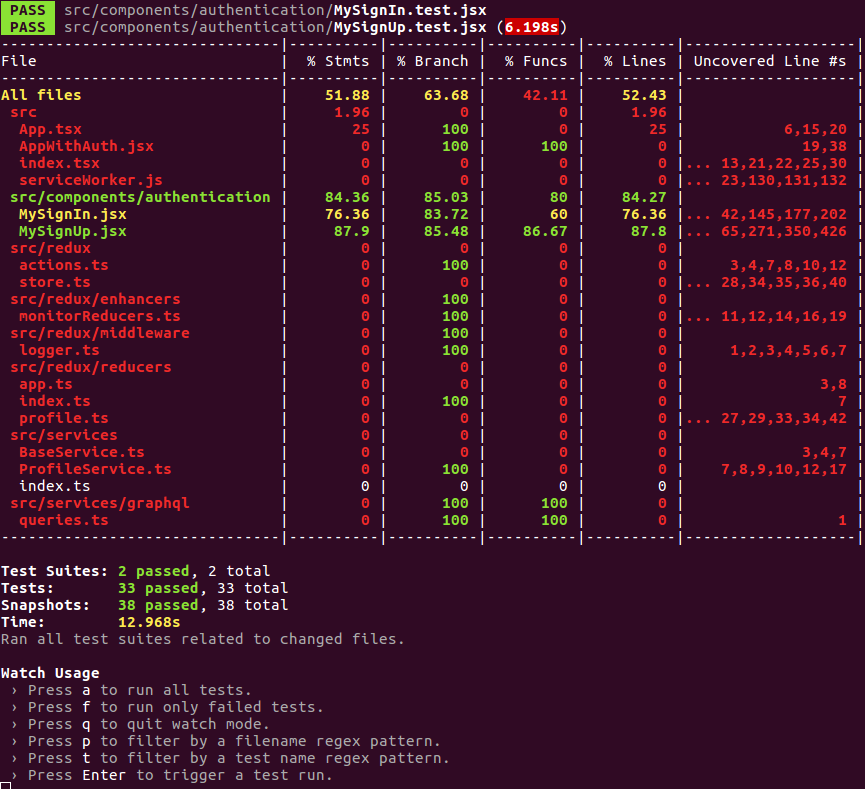 PASS src/components/authentication/MySignIn.test.jsx
PASS src/components/authentication/MySignUp.test.jsx (6.198s)
-------------------------------|----------|----------|----------|----------|-------------------|
File                           |  % Stmts | % Branch |  % Funcs |  % Lines | Uncovered Line #s |
-------------------------------|----------|----------|----------|----------|-------------------|
All files                      |    51.88 |    63.68 |    42.11 |    52.43 |                   |
 src                           |     1.96 |        0 |        0 |     1.96 |                   |
  App.tsx                      |       25 |      100 |        0 |       25 |           6,15,20 |
  AppWithAuth.jsx              |        0 |      100 |      100 |        0 |             19,38 |
  index.tsx                    |        0 |        0 |        0 |        0 |... 13,21,22,25,30 |
  serviceWorker.js             |        0 |        0 |        0 |        0 |... 23,130,131,132 |
 src/components/authentication |    84.36 |    85.03 |       80 |    84.27 |                   |
  MySignIn.jsx                 |    76.36 |    83.72 |       60 |    76.36 |... 42,145,177,202 |
  MySignUp.jsx                 |     87.9 |    85.48 |    86.67 |     87.8 |... 65,271,350,426 |
 src/redux                     |        0 |        0 |        0 |        0 |                   |
  actions.ts                   |        0 |      100 |        0 |        0 |     3,4,7,8,10,12 |
  store.ts                     |        0 |        0 |        0 |        0 |... 28,34,35,36,40 |
 src/redux/enhancers           |        0 |      100 |        0 |        0 |                   |
  monitorReducers.ts           |        0 |      100 |        0 |        0 |... 11,12,14,16,19 |
 src/redux/middleware          |        0 |      100 |        0 |        0 |                   |
  logger.ts                    |        0 |      100 |        0 |        0 |     1,2,3,4,5,6,7 |
 src/redux/reducers            |        0 |        0 |        0 |        0 |                   |
  app.ts                       |        0 |        0 |        0 |        0 |               3,8 |
  index.ts                     |        0 |      100 |        0 |        0 |                 7 |
  profile.ts                   |        0 |        0 |        0 |        0 |... 27,29,33,34,42 |
 src/services                  |        0 |        0 |        0 |        0 |                   |
  BaseService.ts               |        0 |        0 |        0 |        0 |             3,4,7 |
  ProfileService.ts            |        0 |      100 |        0 |        0 |    7,8,9,10,12,17 |
  index.ts                     |        0 |        0 |        0 |        0 |                   |
 src/services/graphql          |        0 |      100 |      100 |        0 |                   |
  queries.ts                   |        0 |      100 |      100 |        0 |                 1 |
-------------------------------|----------|----------|----------|----------|-------------------|
Test Suites: 2 passed, 2 total
Tests:       33 passed, 33 total
Snapshots:   38 passed, 38 total
Time:        12.968s
Ran all test suites related to changed files.
Watch Usage
 › Press a to run all tests.
 › Press f to run only failed tests.
 › Press q to quit watch mode.
 › Press p to filter by a filename regex pattern.
 › Press t to filter by a test name regex pattern.
 › Press Enter to trigger a test run.